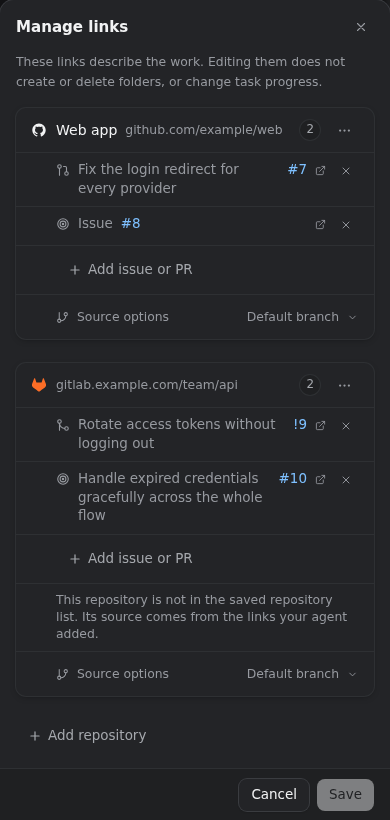 Manage links
These links describe the work. Editing them does not
create or delete folders, or change task progress.
Web app github.com/example/web 2
Fix the login redirect for #7
every provider
Issue #8
Add issue or PR
Source options Default branch
gitlab.example.com/team/api 2
Rotate access tokens without !9
logging out
Handle expired credentials #10
gracefully across the whole
flow
Add issue or PR
This repository is not in the saved repository
list. Its source comes from the links your agent
added.
Source options Default branch
Add repository
Cancel Save